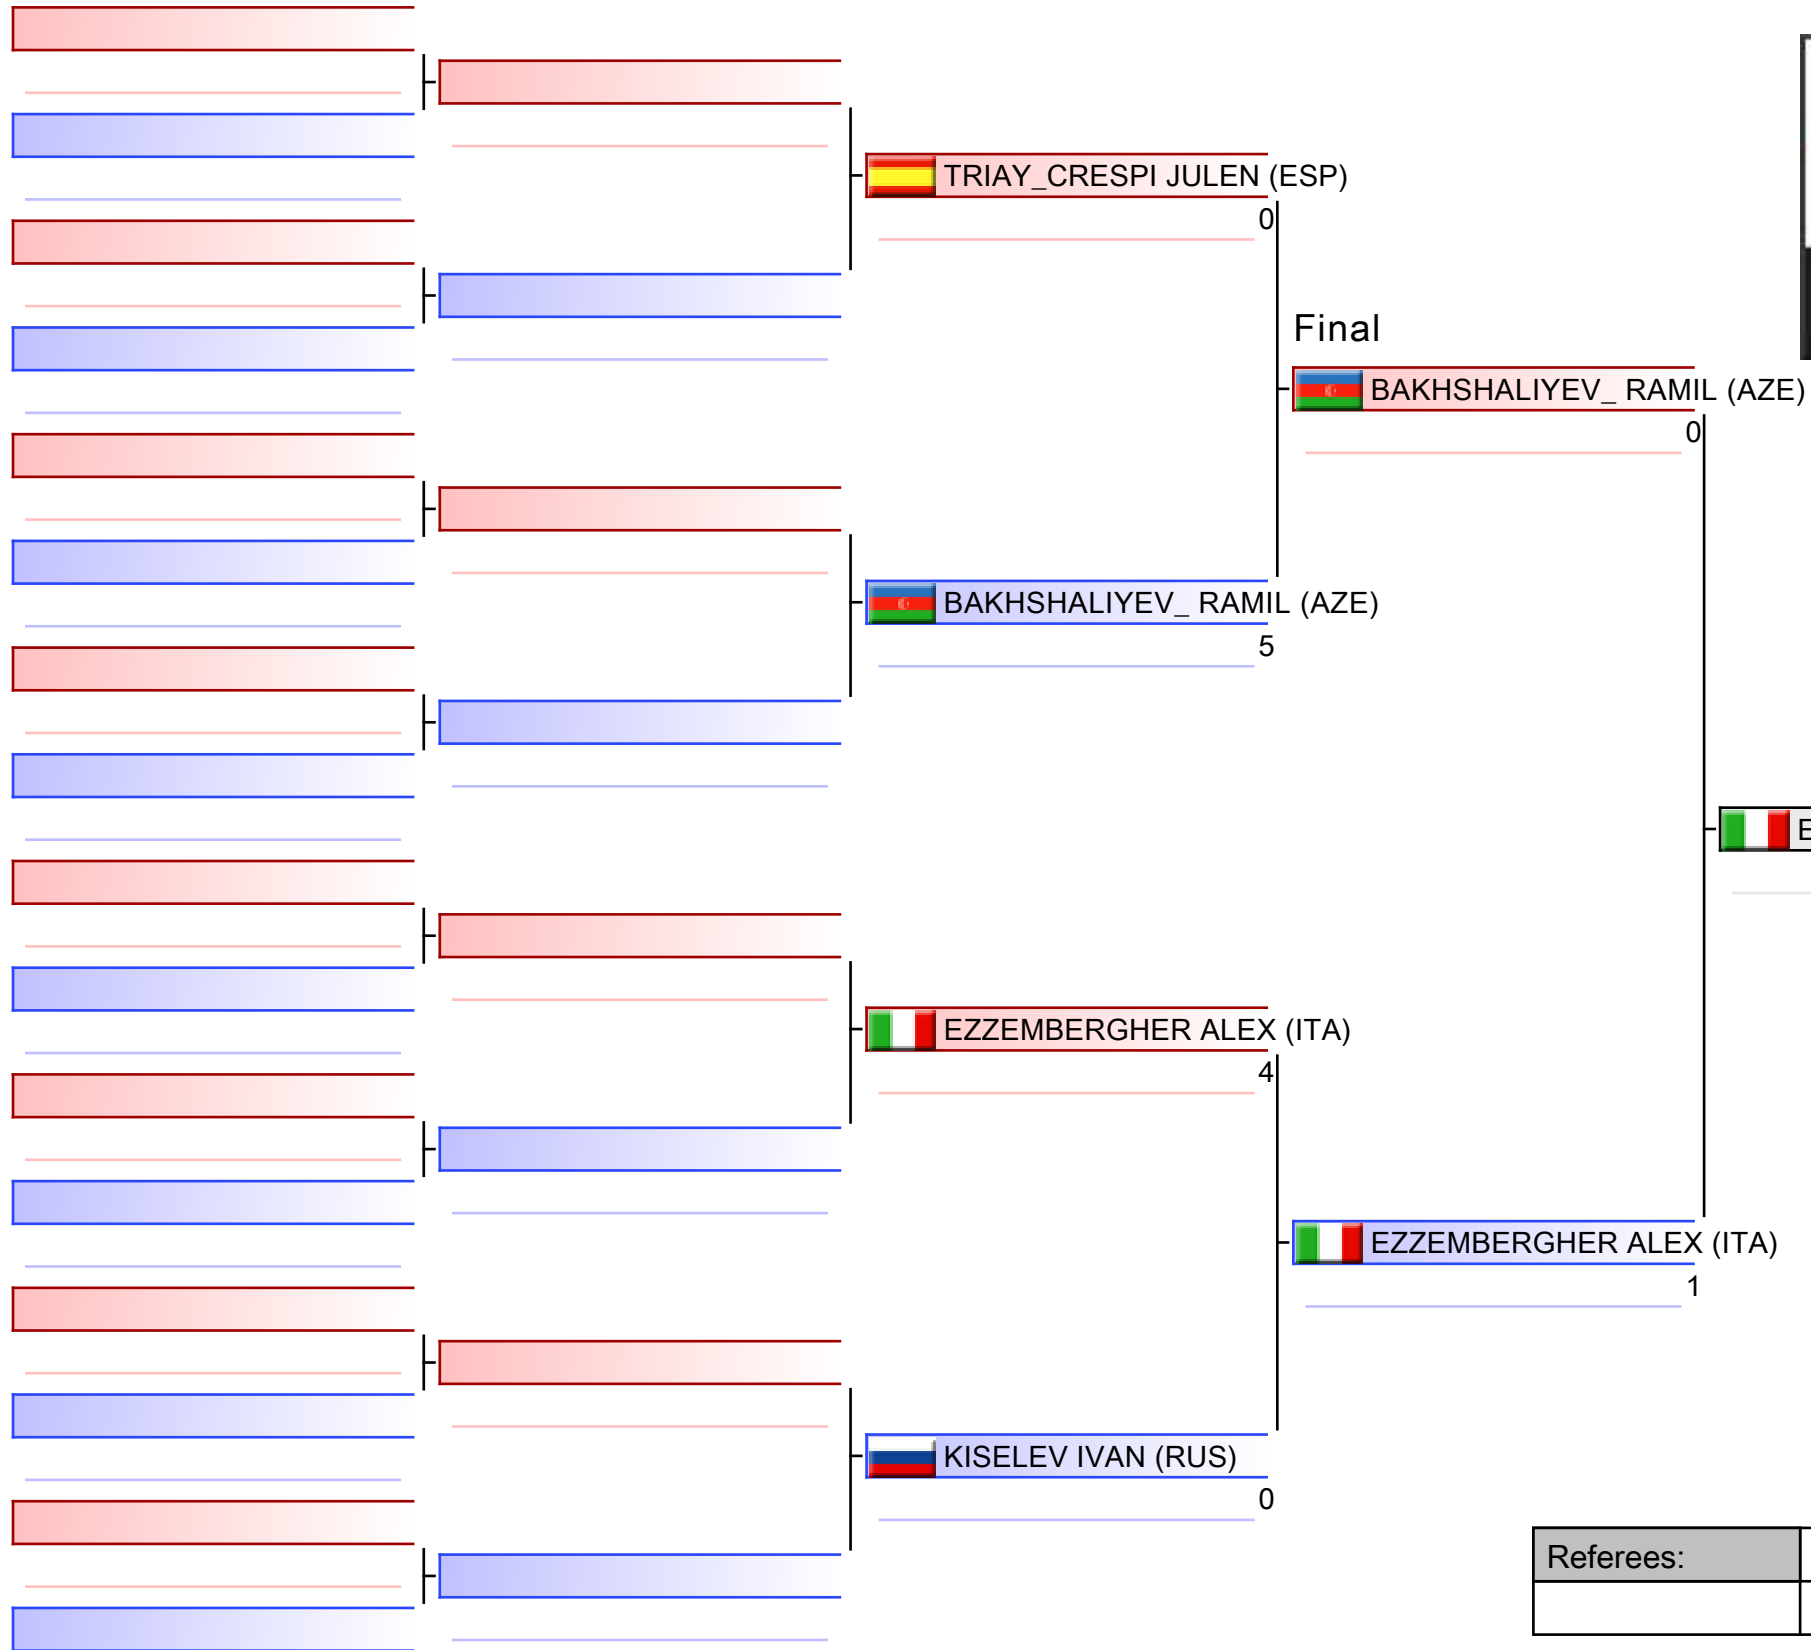 TRIAY_CRESPI JULEN (ESP)
0
Final
BAKHSHALIYEV_ RAMIL (AZE)
0
BAKHSHALIYEV_ RAMIL (AZE)
5
E
EZZEMBERGHER ALEX (ITA)
4
EZZEMBERGHER ALEX (ITA)
1
KISELEV IVAN (RUS)
0
Referees: